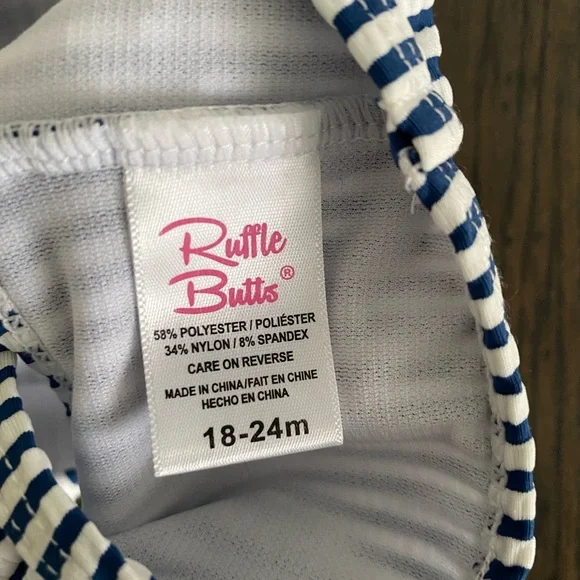 Ruffle
Butts®
58% POLYESTER / POLIÉSTER
34% NYLON / 8% SPANDEX
CARE ON REVERSE
MADE IN CHINA/FAIT EN CHINE
HECHO EN CHINA
18-24m